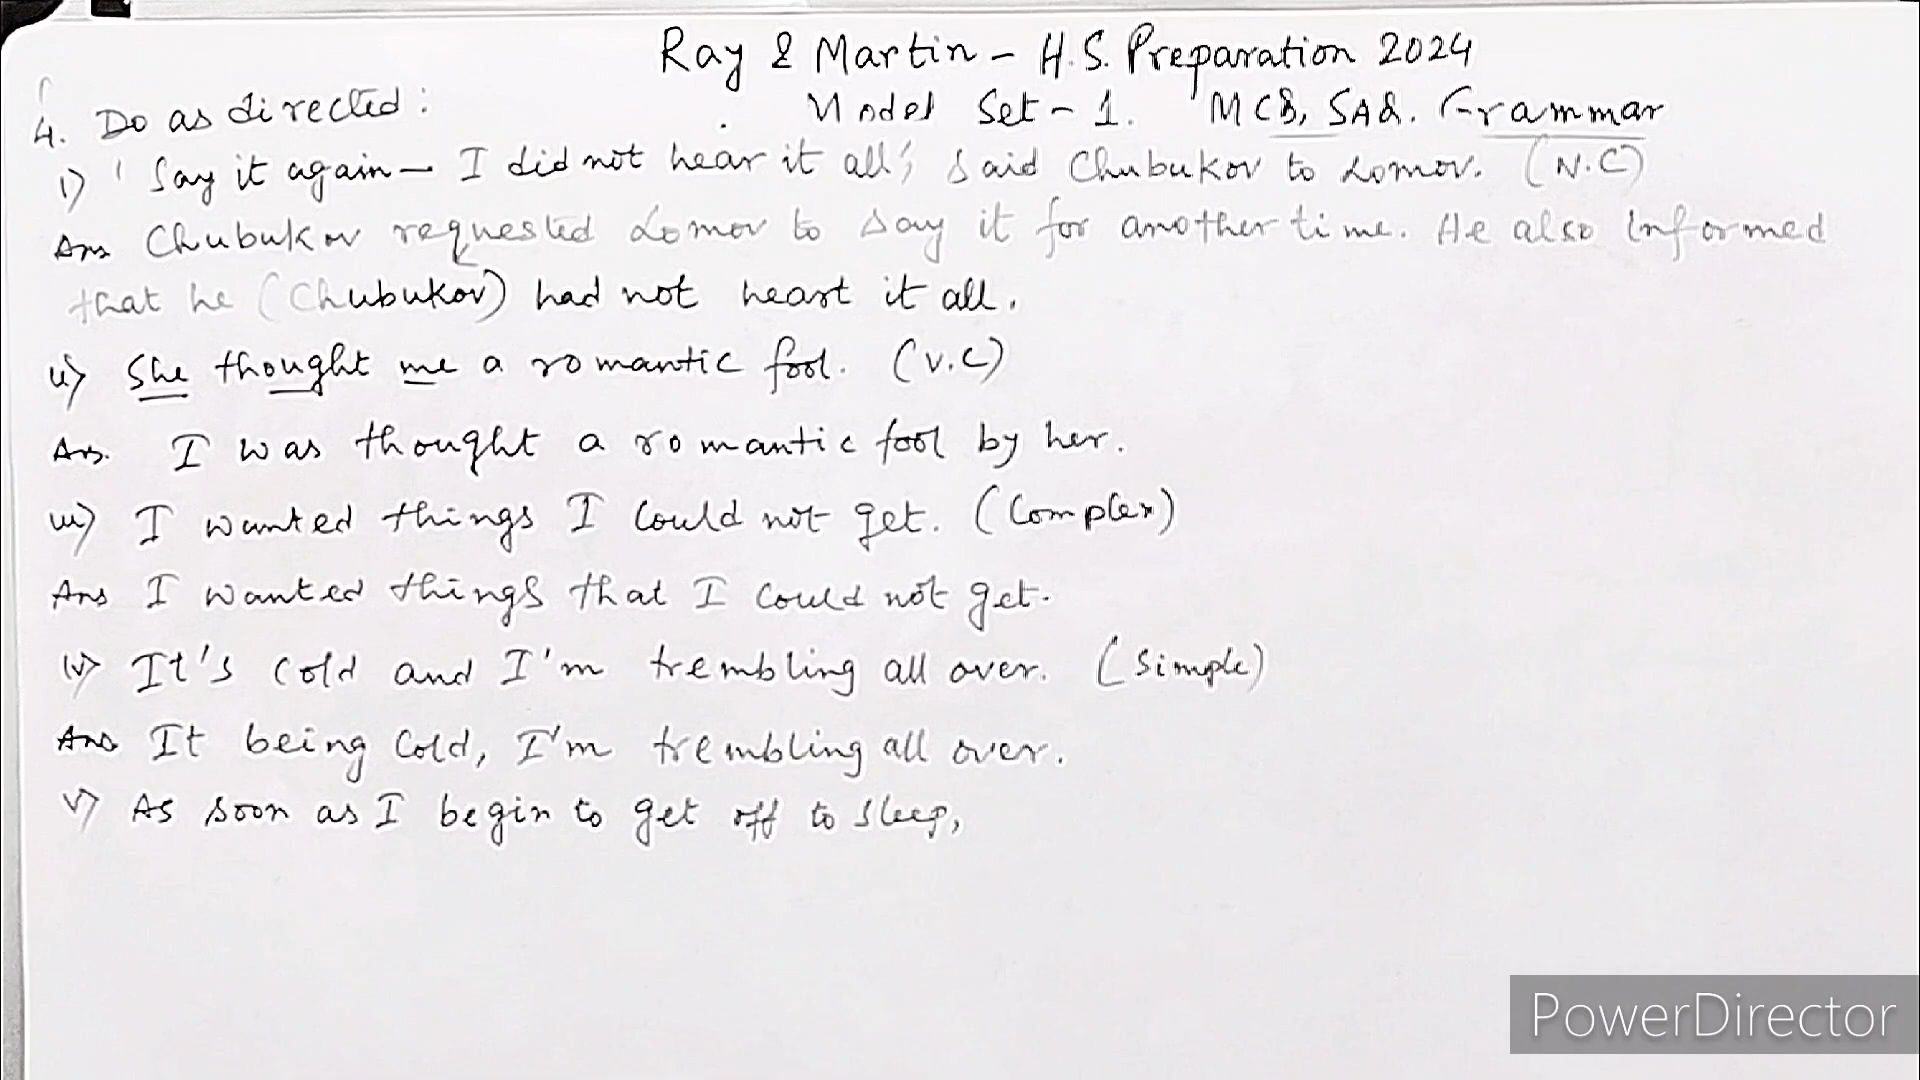 Ray & Martin - H.S. Preparation 2024
4. Do as directed :
Model Set - 1. MCQ, SAQ. Grammar
i) 'Say it again - I did not hear it all', said Chubukov to Lomov. (N.C)
Ans Chubukov requested Lomov to say it for another time. He also informed
that he (Chubukov) had not heart it all.
ii) She thought me a romantic fool. (V.C)
Ans. I was thought a romantic fool by her.
iii) I wanted things I could not get. (Complex)
Ans I wanted things that I could not get.
iv) It's cold and I'm trembling all over. (Simple)
Ans It being cold, I'm trembling all over.
v) As soon as I begin to get off to sleep,
PowerDirector